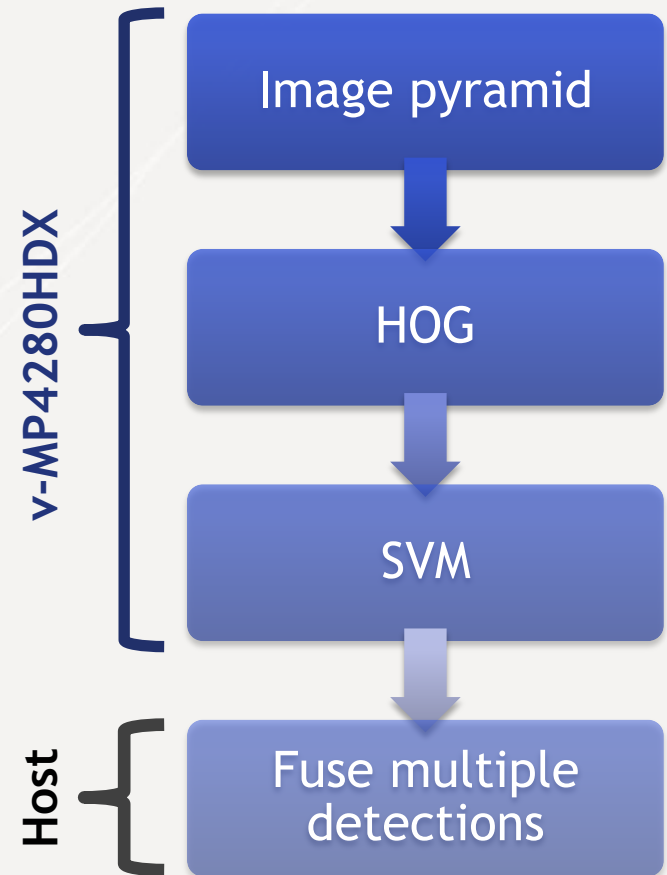 v-MP4280HDX
Image pyramid
HOG
SVM
Host
Fuse multiple
detections